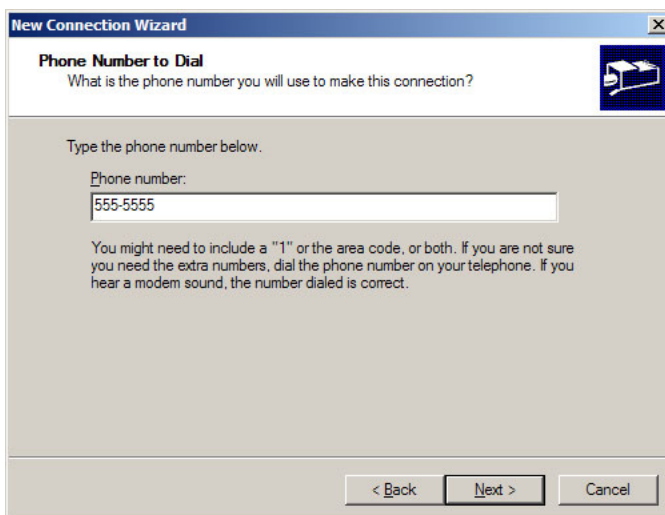 New Connection Wizard
Phone Number to Dial
What is the phone number you will use to make this connection?
Type the phone number below.
Phone number:
555-5555
You might need to include a "1" or the area code, or both. If you are not sure
you need the extra numbers, dial the phone number on your telephone. If you
hear a modem sound, the number dialed is correct.
< Back
Next >
Cancel